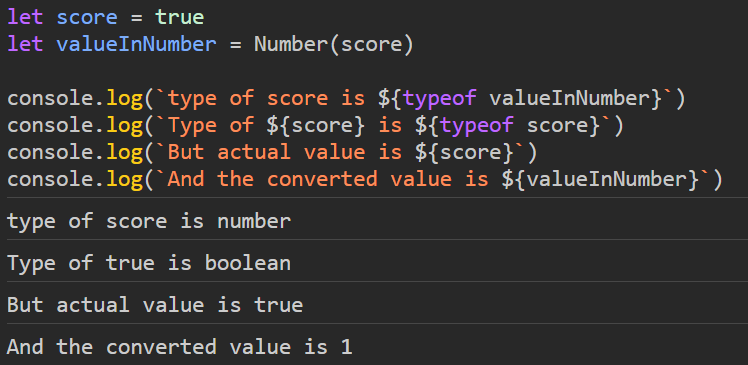 let score = true
let valueInNumber = Number(score)
console.log(`type of score is ${typeof valueInNumber}`)
console.log(`Type of ${score} is ${typeof score}`)
console.log(`But actual value is ${score}`)
console.log(`And the converted value is ${valueInNumber}`)
type of score is number
Type of true is boolean
But actual value is true
And the converted value is 1